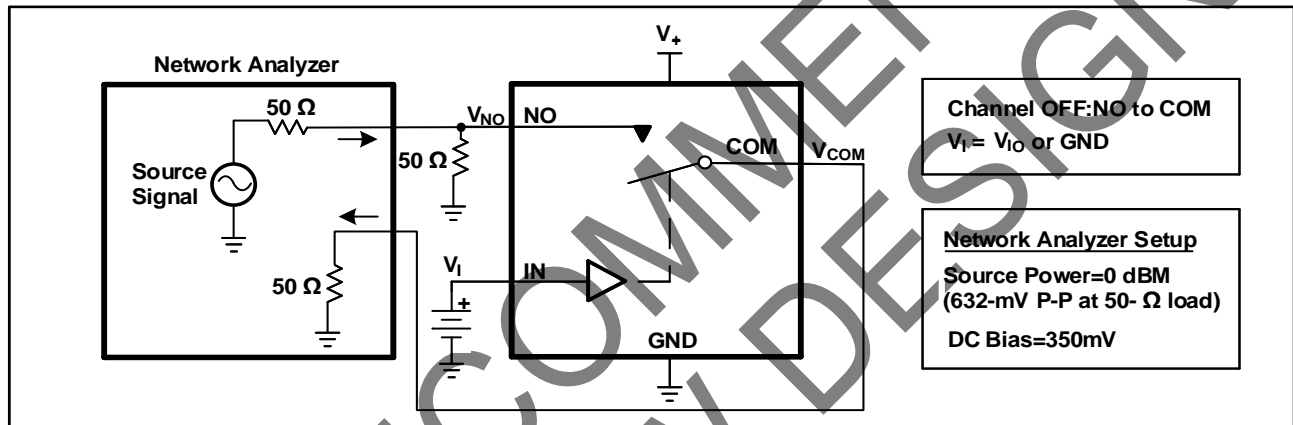 V+
Network Analyzer
50 Ω
VNO NO
50 Ω
COM
VCOM
Source
Signal
50 Ω
VI
IN
+
GND
Channel OFF:NO to COM
VI = VIO or GND
Network Analyzer Setup
Source Power=0 dBM
(632-mV P-P at 50- Ω load)
DC Bias=350mV